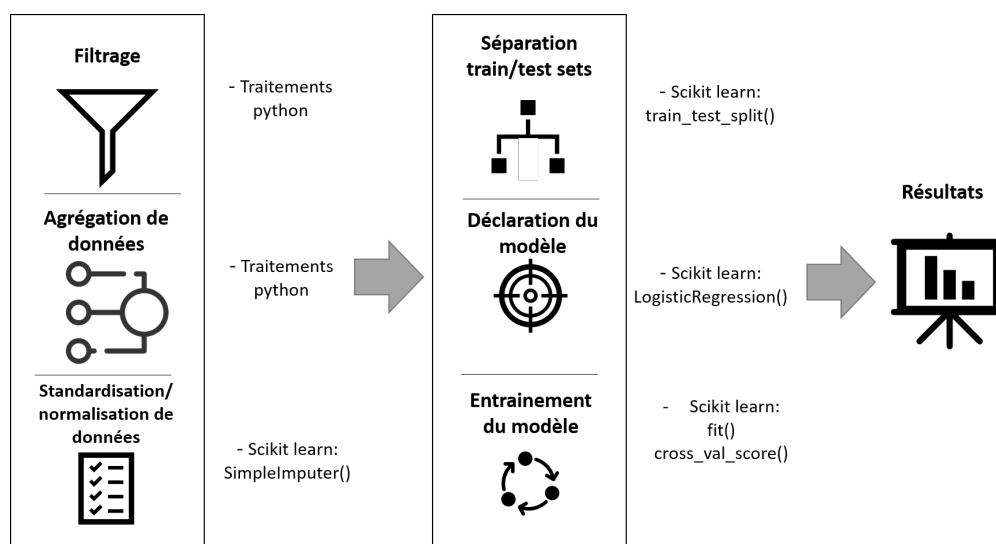 Filtrage
- Traitements
python
Agrégation de
données
- Traitements
python
Standardisation/
normalisation de
données
- Scikit learn:
SimpleImputer()
Séparation
train/test sets
- Scikit learn:
train_test_split()
Déclaration du
modèle
- Scikit learn:
LogisticRegression()
Entrainement
du modèle
- Scikit learn:
fit()
cross_val_score()
Résultats